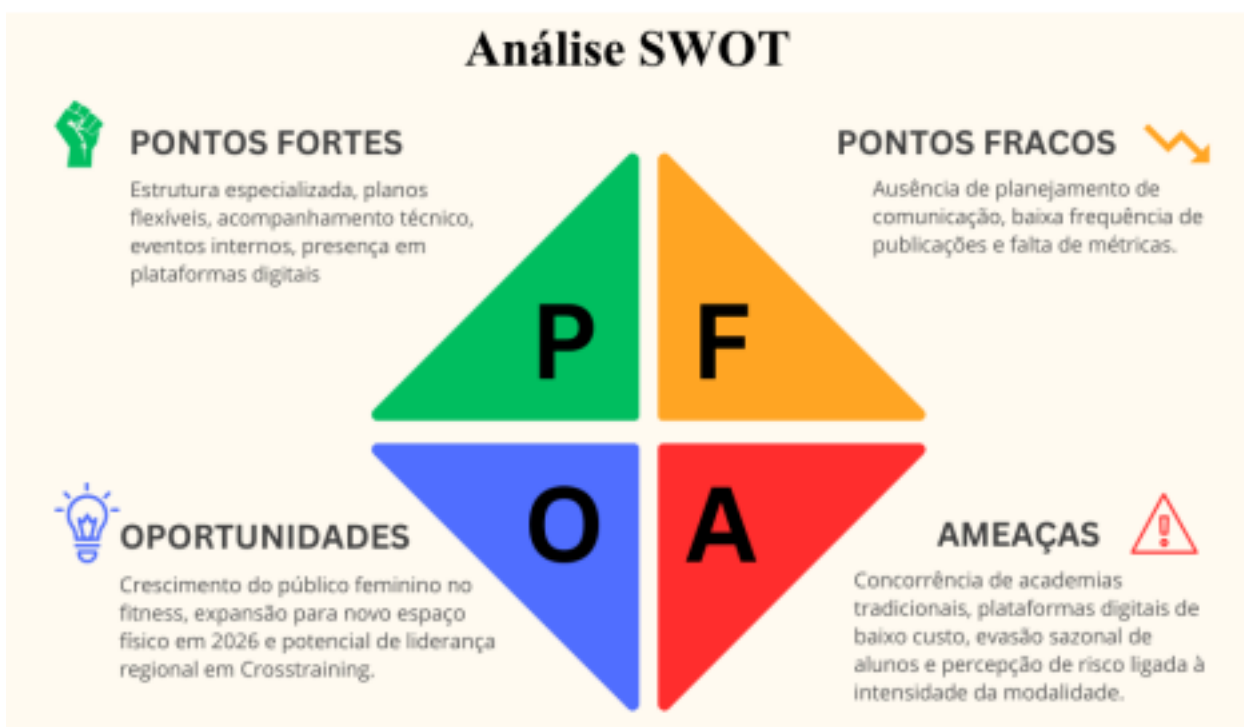 Análise SWOT
PONTOS FORTES
Estrutura especializada, planos
flexíveis, acompanhamento técnico,
eventos internos, presença em
plataformas digitais
PONTOS FRACOS
Ausência de planejamento de
comunicação, baixa frequência de
publicações e falta de métricas.
P
F
O
A
OPORTUNIDADES
Crescimento do público feminino no
fitness, expansão para novo espaço
físico em 2026 e potencial de liderança
regional em Crosstraining.
AMEAÇAS
Concorrência de academias
tradicionais, plataformas digitais de
baixo custo, evasão sazonal de
alunos e percepção de risco ligada à
intensidade da modalidade.